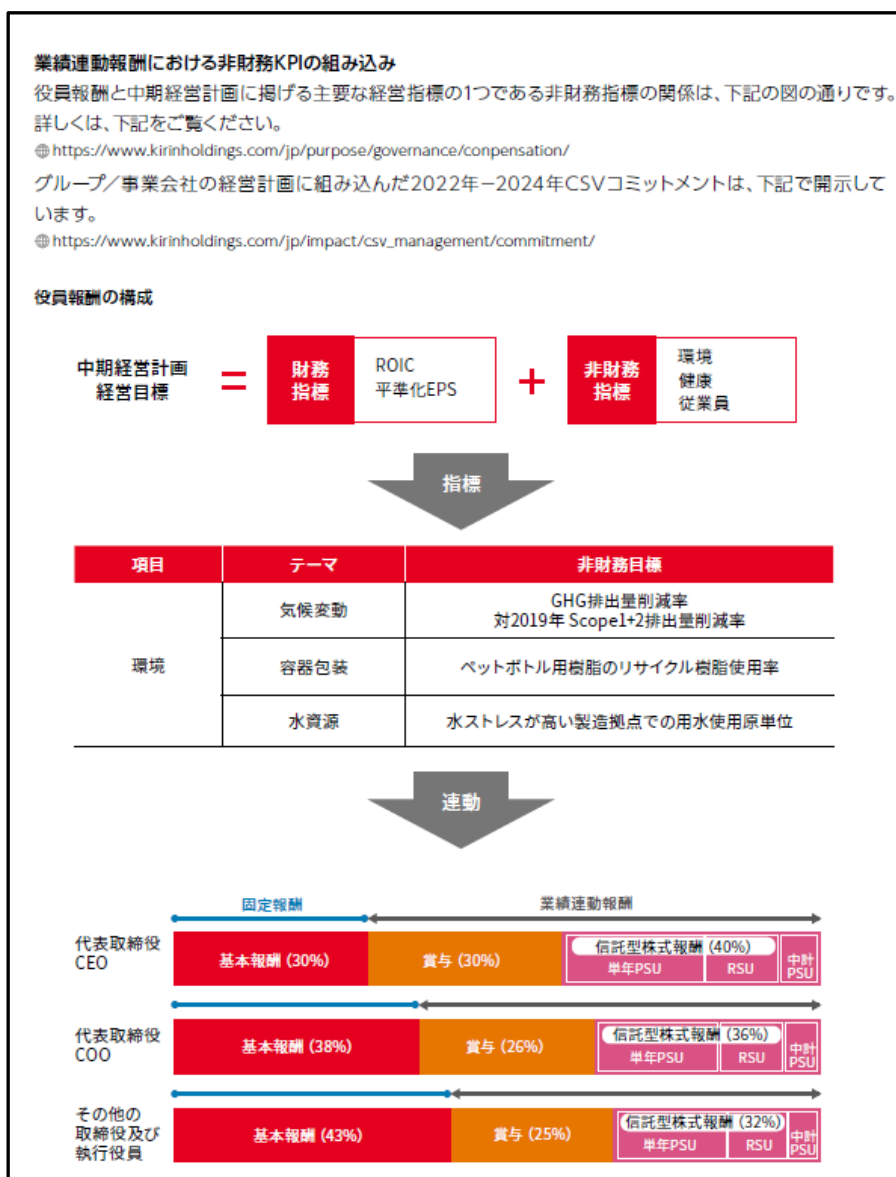 業績連動報酬における非財務KPIの組み込み
役員報酬と中期経営計画に掲げる主要な経営指標の1つである非財務指標の関係は、下記の図の通りです。
詳しくは、下記をご覧ください。
https://www.kirinholdings.com/jp/purpose/governance/conpensation/
グループ／事業会社の経営計画に組み込んだ2022年－2024年CSVコミットメントは、下記で開示して
います。
https://www.kirinholdings.com/jp/impact/csv_management/commitment/
役員報酬の構成
中期経営計画
経営目標
=
財務
指標
ROIC
平準化EPS
+
非財務
指標
環境
健康
従業員
指標
項目 テーマ 非財務目標
環境
気候変動
GHG排出量削減率
対2019年 Scope1+2排出量削減率
容器包装 ペットボトル用樹脂のリサイクル樹脂使用率
水資源 水ストレスが高い製造拠点での用水使用原単位
連動
固定報酬 業績連動報酬
代表取締役
CEO
基本報酬 (30%) 賞与 (30%)
信託型株式報酬 (40%)
単年PSU RSU
中計
PSU
代表取締役
COO
基本報酬 (38%) 賞与 (26%)
信託型株式報酬 (36%)
単年PSU RSU
中計
PSU
その他の
取締役及び
執行役員
基本報酬 (43%) 賞与 (25%)
信託型株式報酬 (32%)
単年PSU RSU
中計
PSU